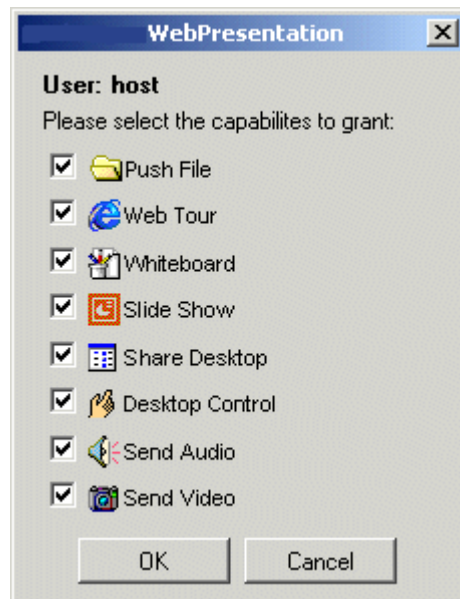 WebPresentation
User: host
Please select the capabilites to grant:
Push File
Web Tour
Whiteboard
Slide Show
Share Desktop
Desktop Control
Send Audio
Send Video
OK Cancel